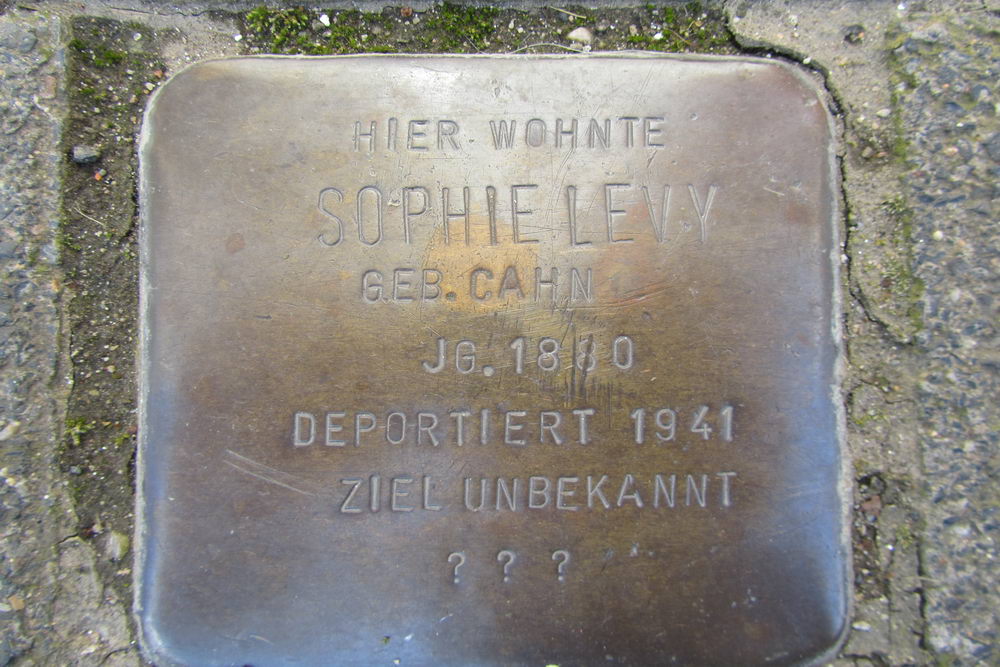 HIER WOHNTE
SOPHIE LEVY
GEB. CAHN
JG. 1880
DEPORTIERT 1941
ZIEL UNBEKANNT
? ? ?